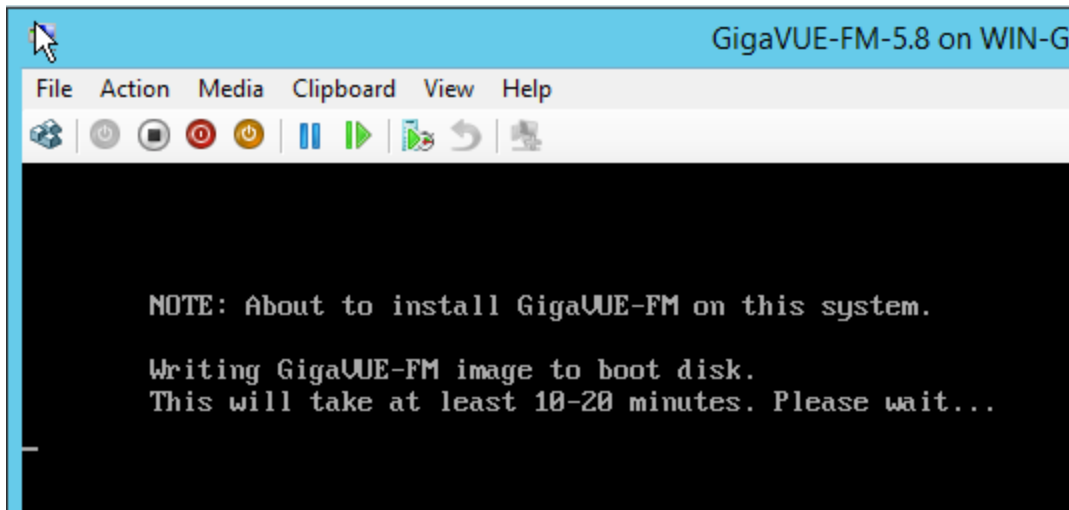 GigaVUE-FM-5.8 on WIN-G
File Action Media Clipboard View Help
NOTE: About to install GigaVUE-FM on this system.
Writing GigaVUE-FM image to boot disk.
This will take at least 10-20 minutes. Please wait...